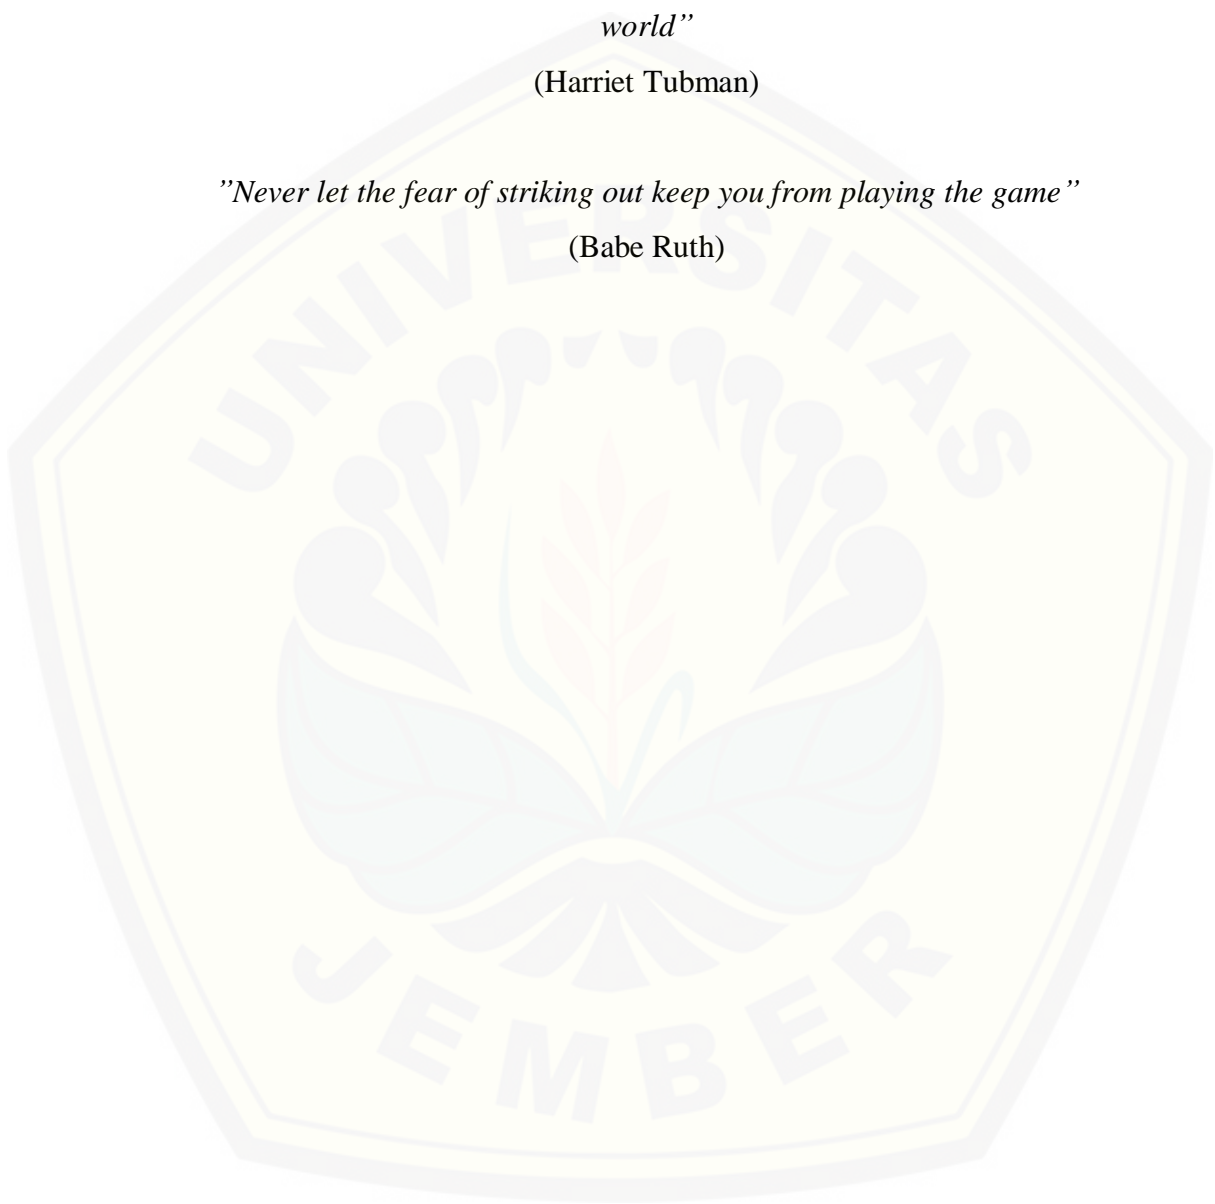 world”
(Harriet Tubman)
”Never let the fear of striking out keep you from playing the game”
(Babe Ruth)
UNIVERSITAS
JEMBER